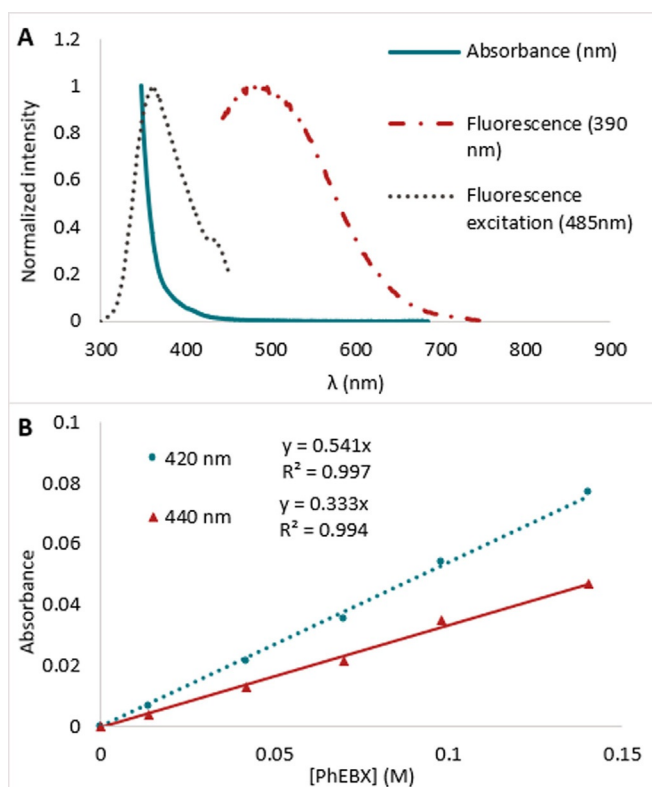 A
1.2
1
0.8
0.6
0.4
0.2
0
Normalized intensity
Absorbance (nm)
Fluorescence (390
nm)
Fluorescence
excitation (485nm)
300 400 500 600 700 800 900
λ (nm)
B
0.1
0.08
0.06
0.04
0.02
0
Absorbance
420 nm
y = 0.541x
R² = 0.997
440 nm
y = 0.333x
R² = 0.994
0 0.05 0.1 0.15
[PhEBX] (M)